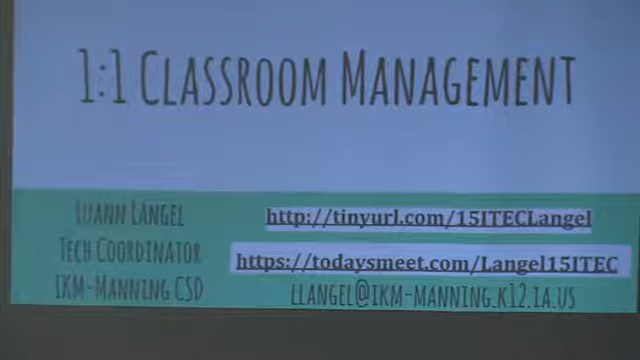 1:1 Classroom Management
Luann Langel
Tech Coordinator
IKM-Manning CSD
http://tinyurl.com/15ITECLangel
https://todaysmeet.com/Langel15ITEC
llangel@ikm-manning.k12.ia.us